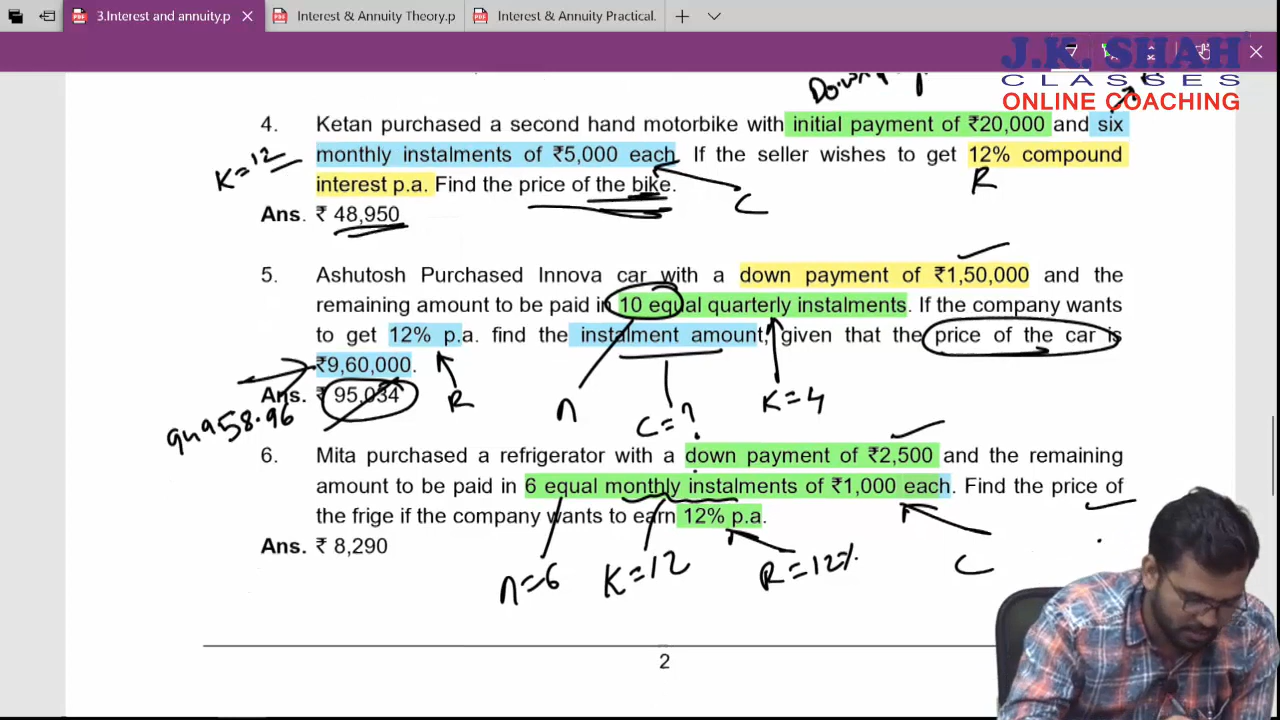 3.Interest and annuity.p
Interest & Annuity Theory.p
Interest & Annuity Practical.
J.K. SHAH
CLASSES
ONLINE COACHING
4. Ketan purchased a second hand motorbike with initial payment of ₹20,000 and six
monthly instalments of ₹5,000 each. If the seller wishes to get 12% compound
interest p.a. Find the price of the bike.
K=12
R
C
Ans. ₹ 48,950
5. Ashutosh Purchased Innova car with a down payment of ₹1,50,000 and the
remaining amount to be paid in 10 equal quarterly instalments. If the company wants
to get 12% p.a. find the instalment amount, given that the price of the car is
₹9,60,000.
Ans. ₹ 95,034
R
n
C=?
K=4
6. Mita purchased a refrigerator with a down payment of ₹2,500 and the remaining
amount to be paid in 6 equal monthly instalments of ₹1,000 each. Find the price of
the frige if the company wants to earn 12% p.a.
Ans. ₹ 8,290
n=6
K=12
R=12%
C
2